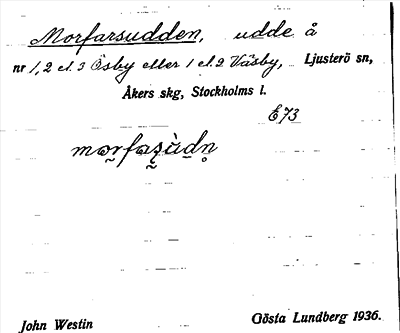 Morfarsudden, udde å
nr 1, 2 el. 3 Ösby eller 1 el. 2 Väsby, Ljusterö sn,
Åkers skg, Stockholms l.
E73
John Westin
Gösta Lundberg 1936.